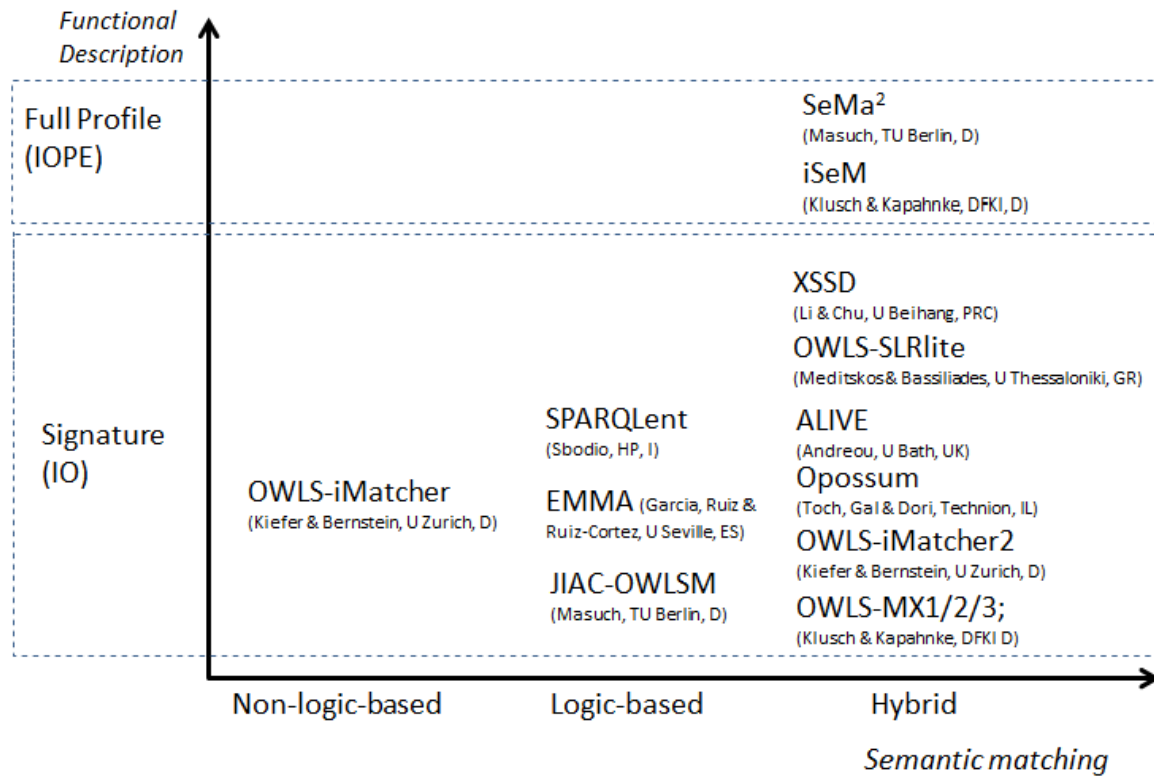 Functional
Description
Full Profile
(IOPE)
SeMa²
(Masuch, TU Berlin, D)
iSeM
(Klusch & Kapahnke, DFKI, D)
Signature
(IO)
OWLS-iMatcher
(Kiefer & Bernstein, U Zurich, D)
SPARQLent
(Sbodio, HP, I)
EMMA (Garcia, Ruiz &
Ruiz-Cortez, U Seville, ES)
JIAC-OWLSM
(Masuch, TU Berlin, D)
XSSD
(Li & Chu, U Beihang, PRC)
OWLS-SLRlite
(Meditskos & Bassiliades, U Thessaloniki, GR)
ALIVE
(Andreou, U Bath, UK)
Opossum
(Toch, Gal & Dori, Technion, IL)
OWLS-iMatcher2
(Kiefer & Bernstein, U Zurich, D)
OWLS-MX1/2/3;
(Klusch & Kapahnke, DFKI D)
Non-logic-based
Logic-based
Hybrid
Semantic matching